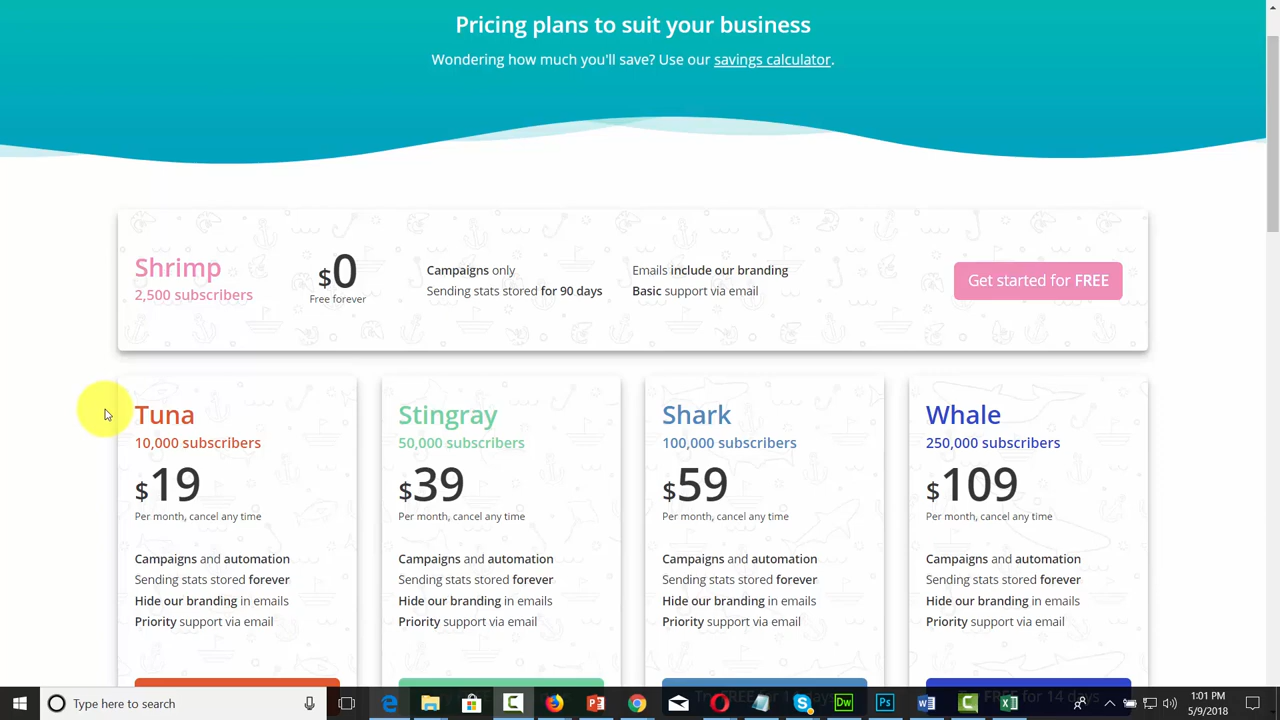 Pricing plans to suit your business
Wondering how much you'll save? Use our savings calculator.
Shrimp
2,500 subscribers
$0
Free forever
Campaigns only
Sending stats stored for 90 days
Emails include our branding
Basic support via email
Get started for FREE
Tuna
10,000 subscribers
$19
Per month, cancel any time
Campaigns and automation
Sending stats stored forever
Hide our branding in emails
Priority support via email
Stingray
50,000 subscribers
$39
Per month, cancel any time
Campaigns and automation
Sending stats stored forever
Hide our branding in emails
Priority support via email
Shark
100,000 subscribers
$59
Per month, cancel any time
Campaigns and automation
Sending stats stored forever
Hide our branding in emails
Priority support via email
Whale
250,000 subscribers
$109
Per month, cancel any time
Campaigns and automation
Sending stats stored forever
Hide our branding in emails
Priority support via email
FREE for 14 days
Type here to search
Dw
Ps
1:01 PM
5/9/2018